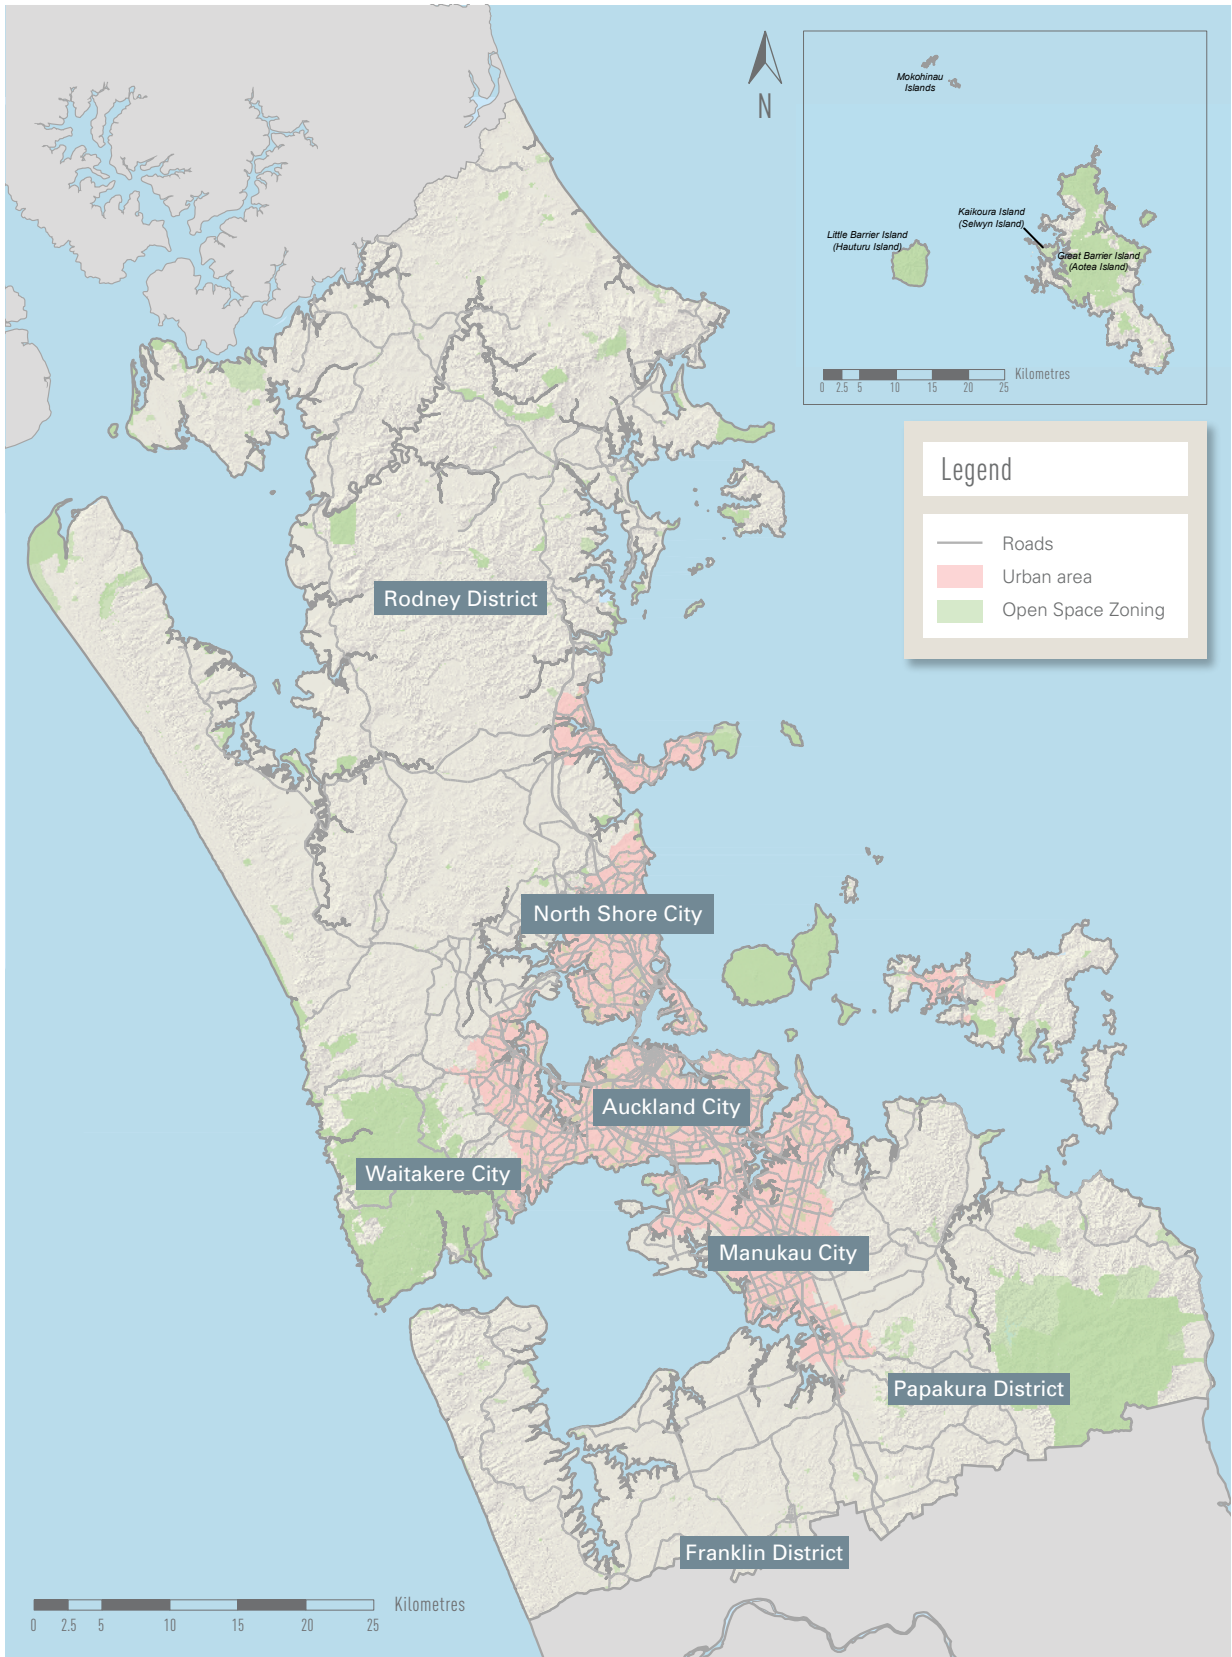 N
Mokohinau
Islands
Kaikoura Island
(Selwyn Island)
Little Barrier Island
(Hauturu Island)
Great Barrier Island
(Aotea Island)
0 2.5 5 10 15 20 25 Kilometres
Legend
Roads
Urban area
Open Space Zoning
Rodney District
North Shore City
Auckland City
Waitakere City
Manukau City
Papakura District
Franklin District
Kilometres
0 2.5 5 10 15 20 25